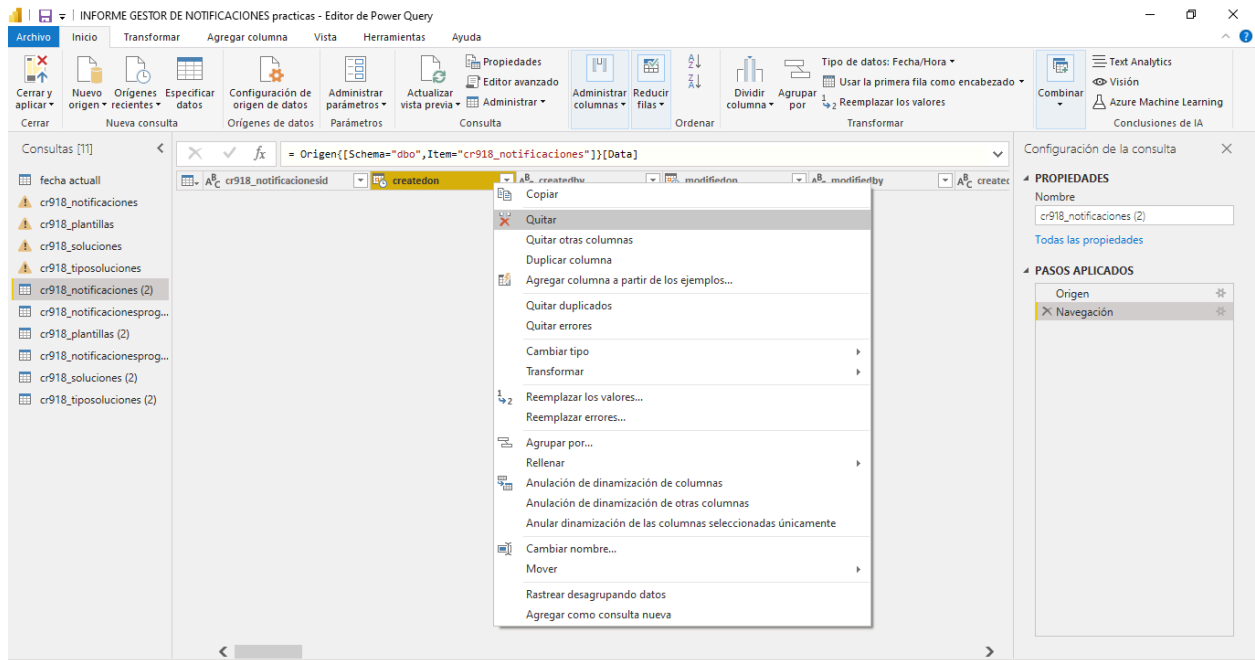 INFORME GESTOR DE NOTIFICACIONES practicas - Editor de Power Query
Archivo Inicio Transformar Agregar columna Vista Herramientas Ayuda
Cerrar y aplicar
Nuevo origen
Orígenes recientes
Especificar datos
Configuración de origen de datos
Administrar parámetros
Actualizar vista previa
Propiedades
Editor avanzado
Administrar
Administrar columnas
Reducir filas
Dividir columna
Agrupar por
Tipo de datos: Fecha/Hora
Usar la primera fila como encabezado
Reemplazar los valores
Combinar
Text Analytics
Visión
Azure Machine Learning
Cerrar Nueva consulta Orígenes de datos Parámetros Consulta Ordenar Transformar Conclusiones de IA
Consultas [11]
fecha actuall
cr918_notificaciones
cr918_plantillas
cr918_soluciones
cr918_tiposoluciones
cr918_notificaciones (2)
cr918_notificacionesprog...
cr918_plantillas (2)
cr918_notificacionesprog...
cr918_soluciones (2)
cr918_tiposoluciones (2)
fx = Origen{[Schema="dbo",Item="cr918_notificaciones"]}[Data]
cr918_notificacionesid createdon createdby modifiedon modifiedby created
Copiar
Quitar
Quitar otras columnas
Duplicar columna
Agregar columna a partir de los ejemplos...
Quitar duplicados
Quitar errores
Cambiar tipo
Transformar
Reemplazar los valores...
Reemplazar errores...
Agrupar por...
Rellenar
Anulación de dinamización de columnas
Anulación de dinamización de otras columnas
Anular dinamización de las columnas seleccionadas únicamente
Cambiar nombre...
Mover
Rastrear desagrupando datos
Agregar como consulta nueva
Configuración de la consulta
PROPIEDADES
Nombre
cr918_notificaciones (2)
Todas las propiedades
PASOS APLICADOS
Origen
Navegación